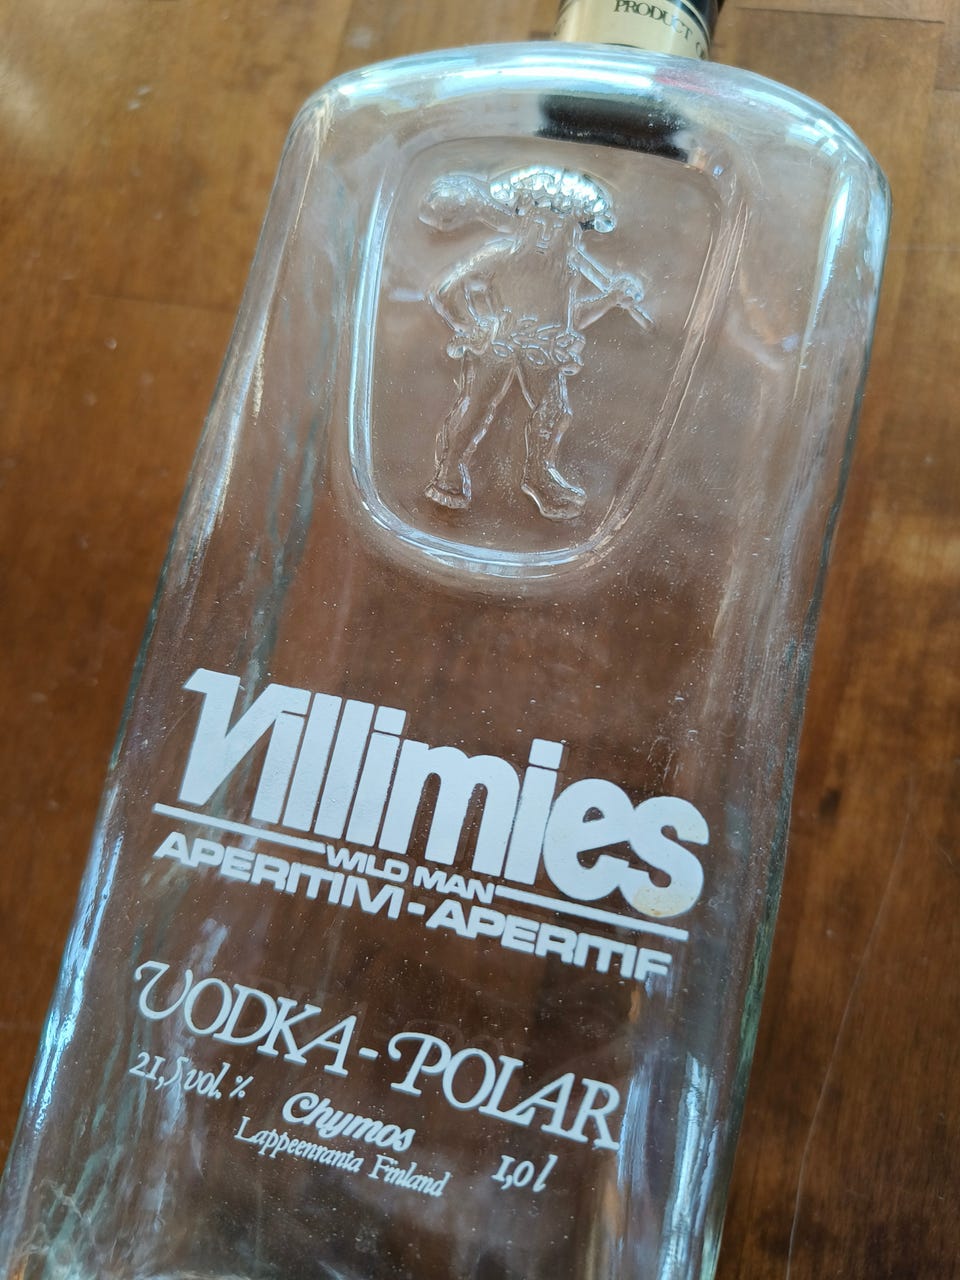 PRODUCT
Villimies
WILD MAN
APERITIIVI-APERITIF
VODKA-POLAR
21,5 vol. %
Chymos
Lappeenranta Finland
1,0 l